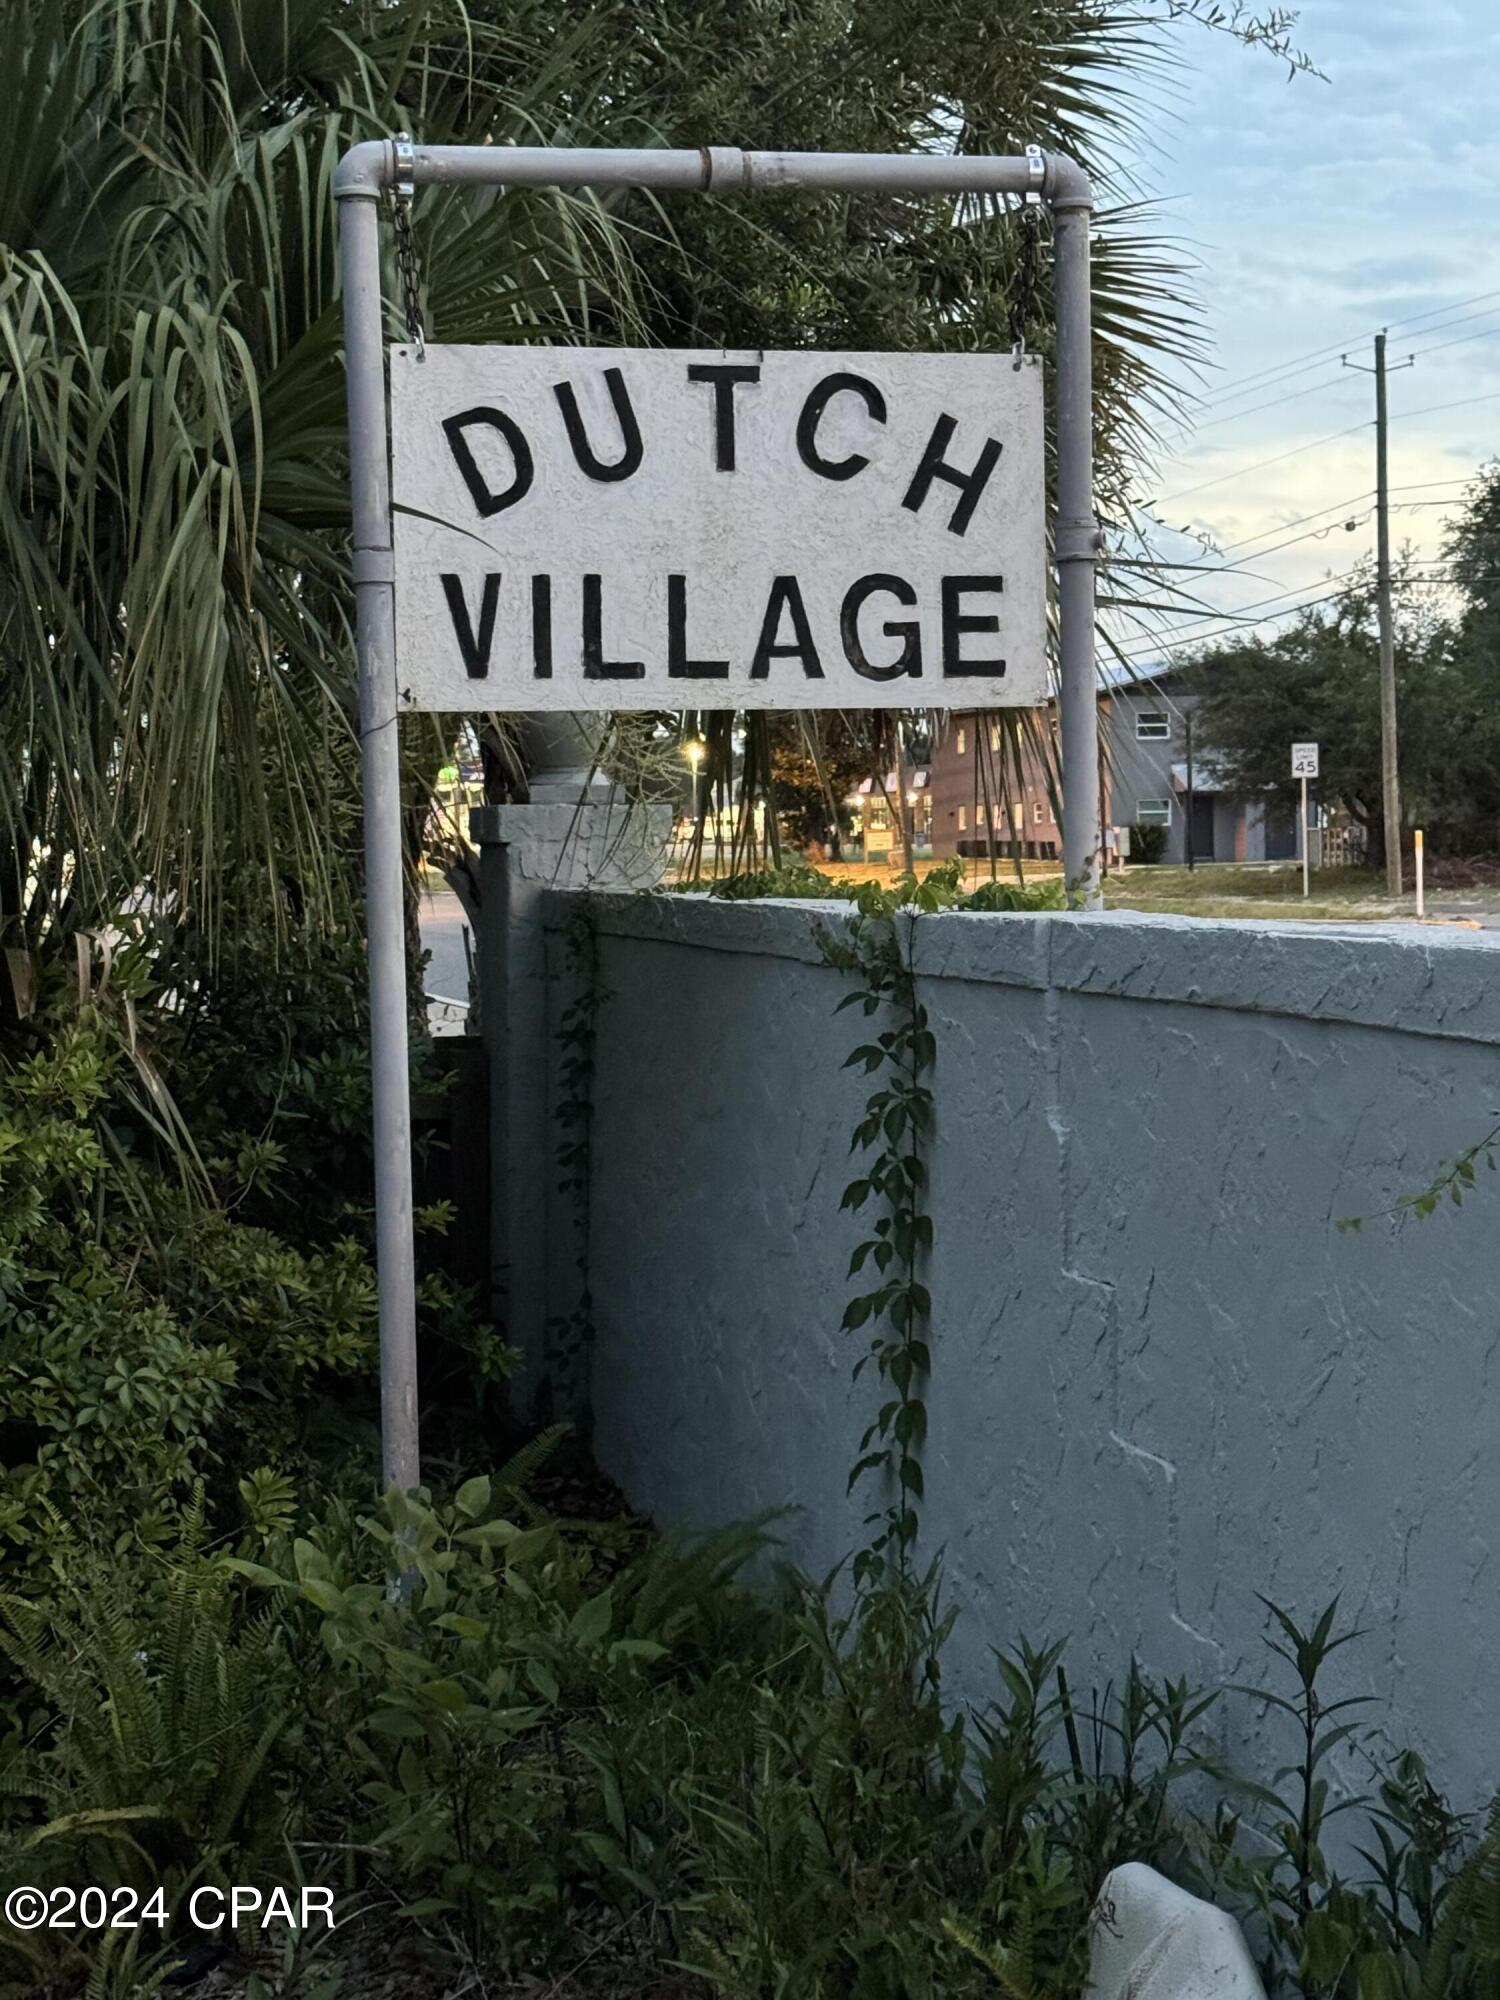 DUTCH
VILLAGE
SPEED
LIMIT
45
©2024 CPAR